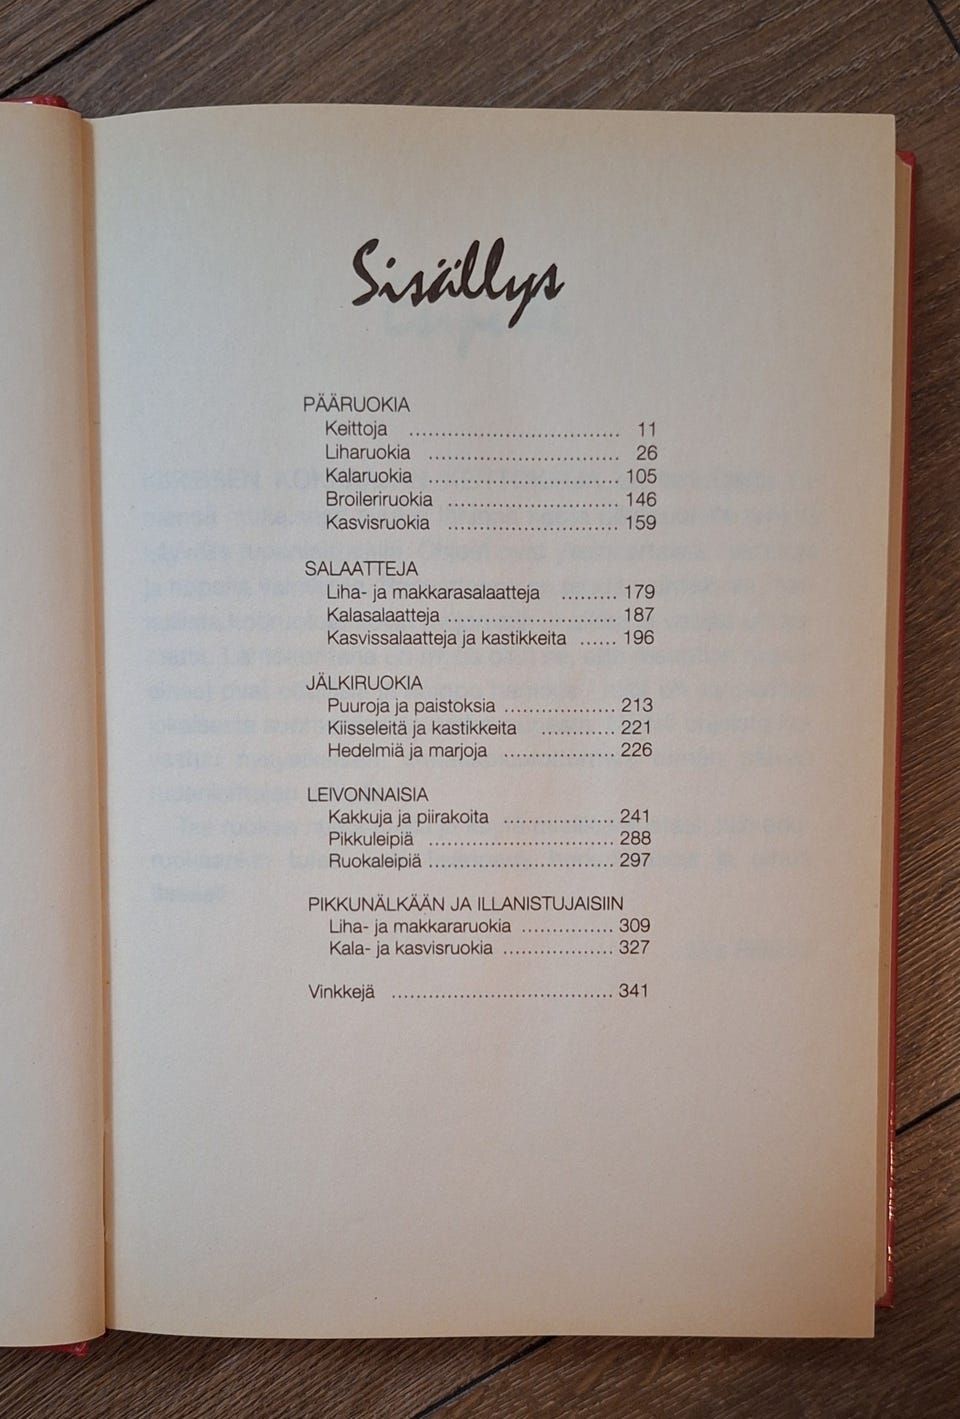 Sisällys
PÄÄRUOKIA
Keittoja ................................. 11
Liharuokia .............................. 26
Kalaruokia .............................. 105
Broileriruokia ........................... 146
Kasvisruokia ........................... 159
SALAATTEJA
Liha- ja makkarasalaatteja ......... 179
Kalasalaatteja ........................... 187
Kasvissalaatteja ja kastikkeita ...... 196
JÄLKIRUOKIA
Puuroja ja paistoksia .................. 213
Kiisseleitä ja kastikkeita ............ 221
Hedelmiä ja marjoja .................. 226
LEIVONNAISIA
Kakkuja ja piirakoita .................. 241
Pikkuleipiä .............................. 288
Ruokaleipiä .............................. 297
PIKKUNÄLKÄÄN JA ILLANISTUJAISIIN
Liha- ja makkararuokia ............... 309
Kala- ja kasvisruokia .................. 327
Vinkkejä .................................... 341